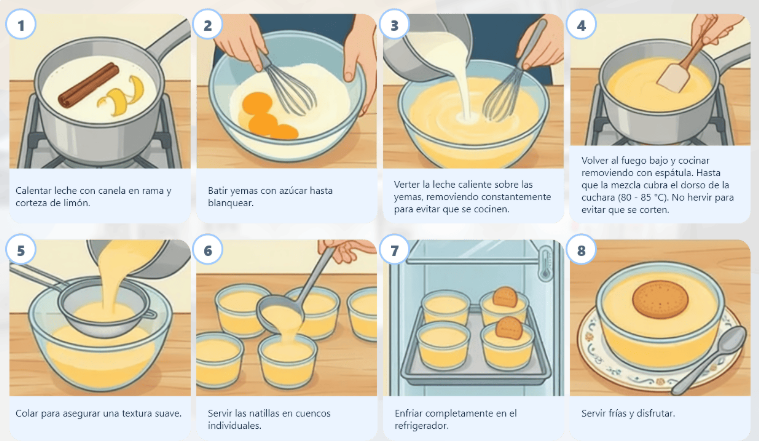 1
Calentar leche con canela en rama y
corteza de limón.
2
Batir yemas con azúcar hasta
blanquear.
3
Verter la leche caliente sobre las
yemas, removiendo constantemente
para evitar que se cocinen.
4
Volver al fuego bajo y cocinar
removiendo con espátula. Hasta
que la mezcla cubra el dorso de la
cuchara (80 - 85 °C). No hervir para
evitar que se corten.
5
Colar para asegurar una textura suave.
6
Servir las natillas en cuencos
individuales.
7
Enfriar completamente en el
refrigerador.
8
Servir frías y disfrutar.